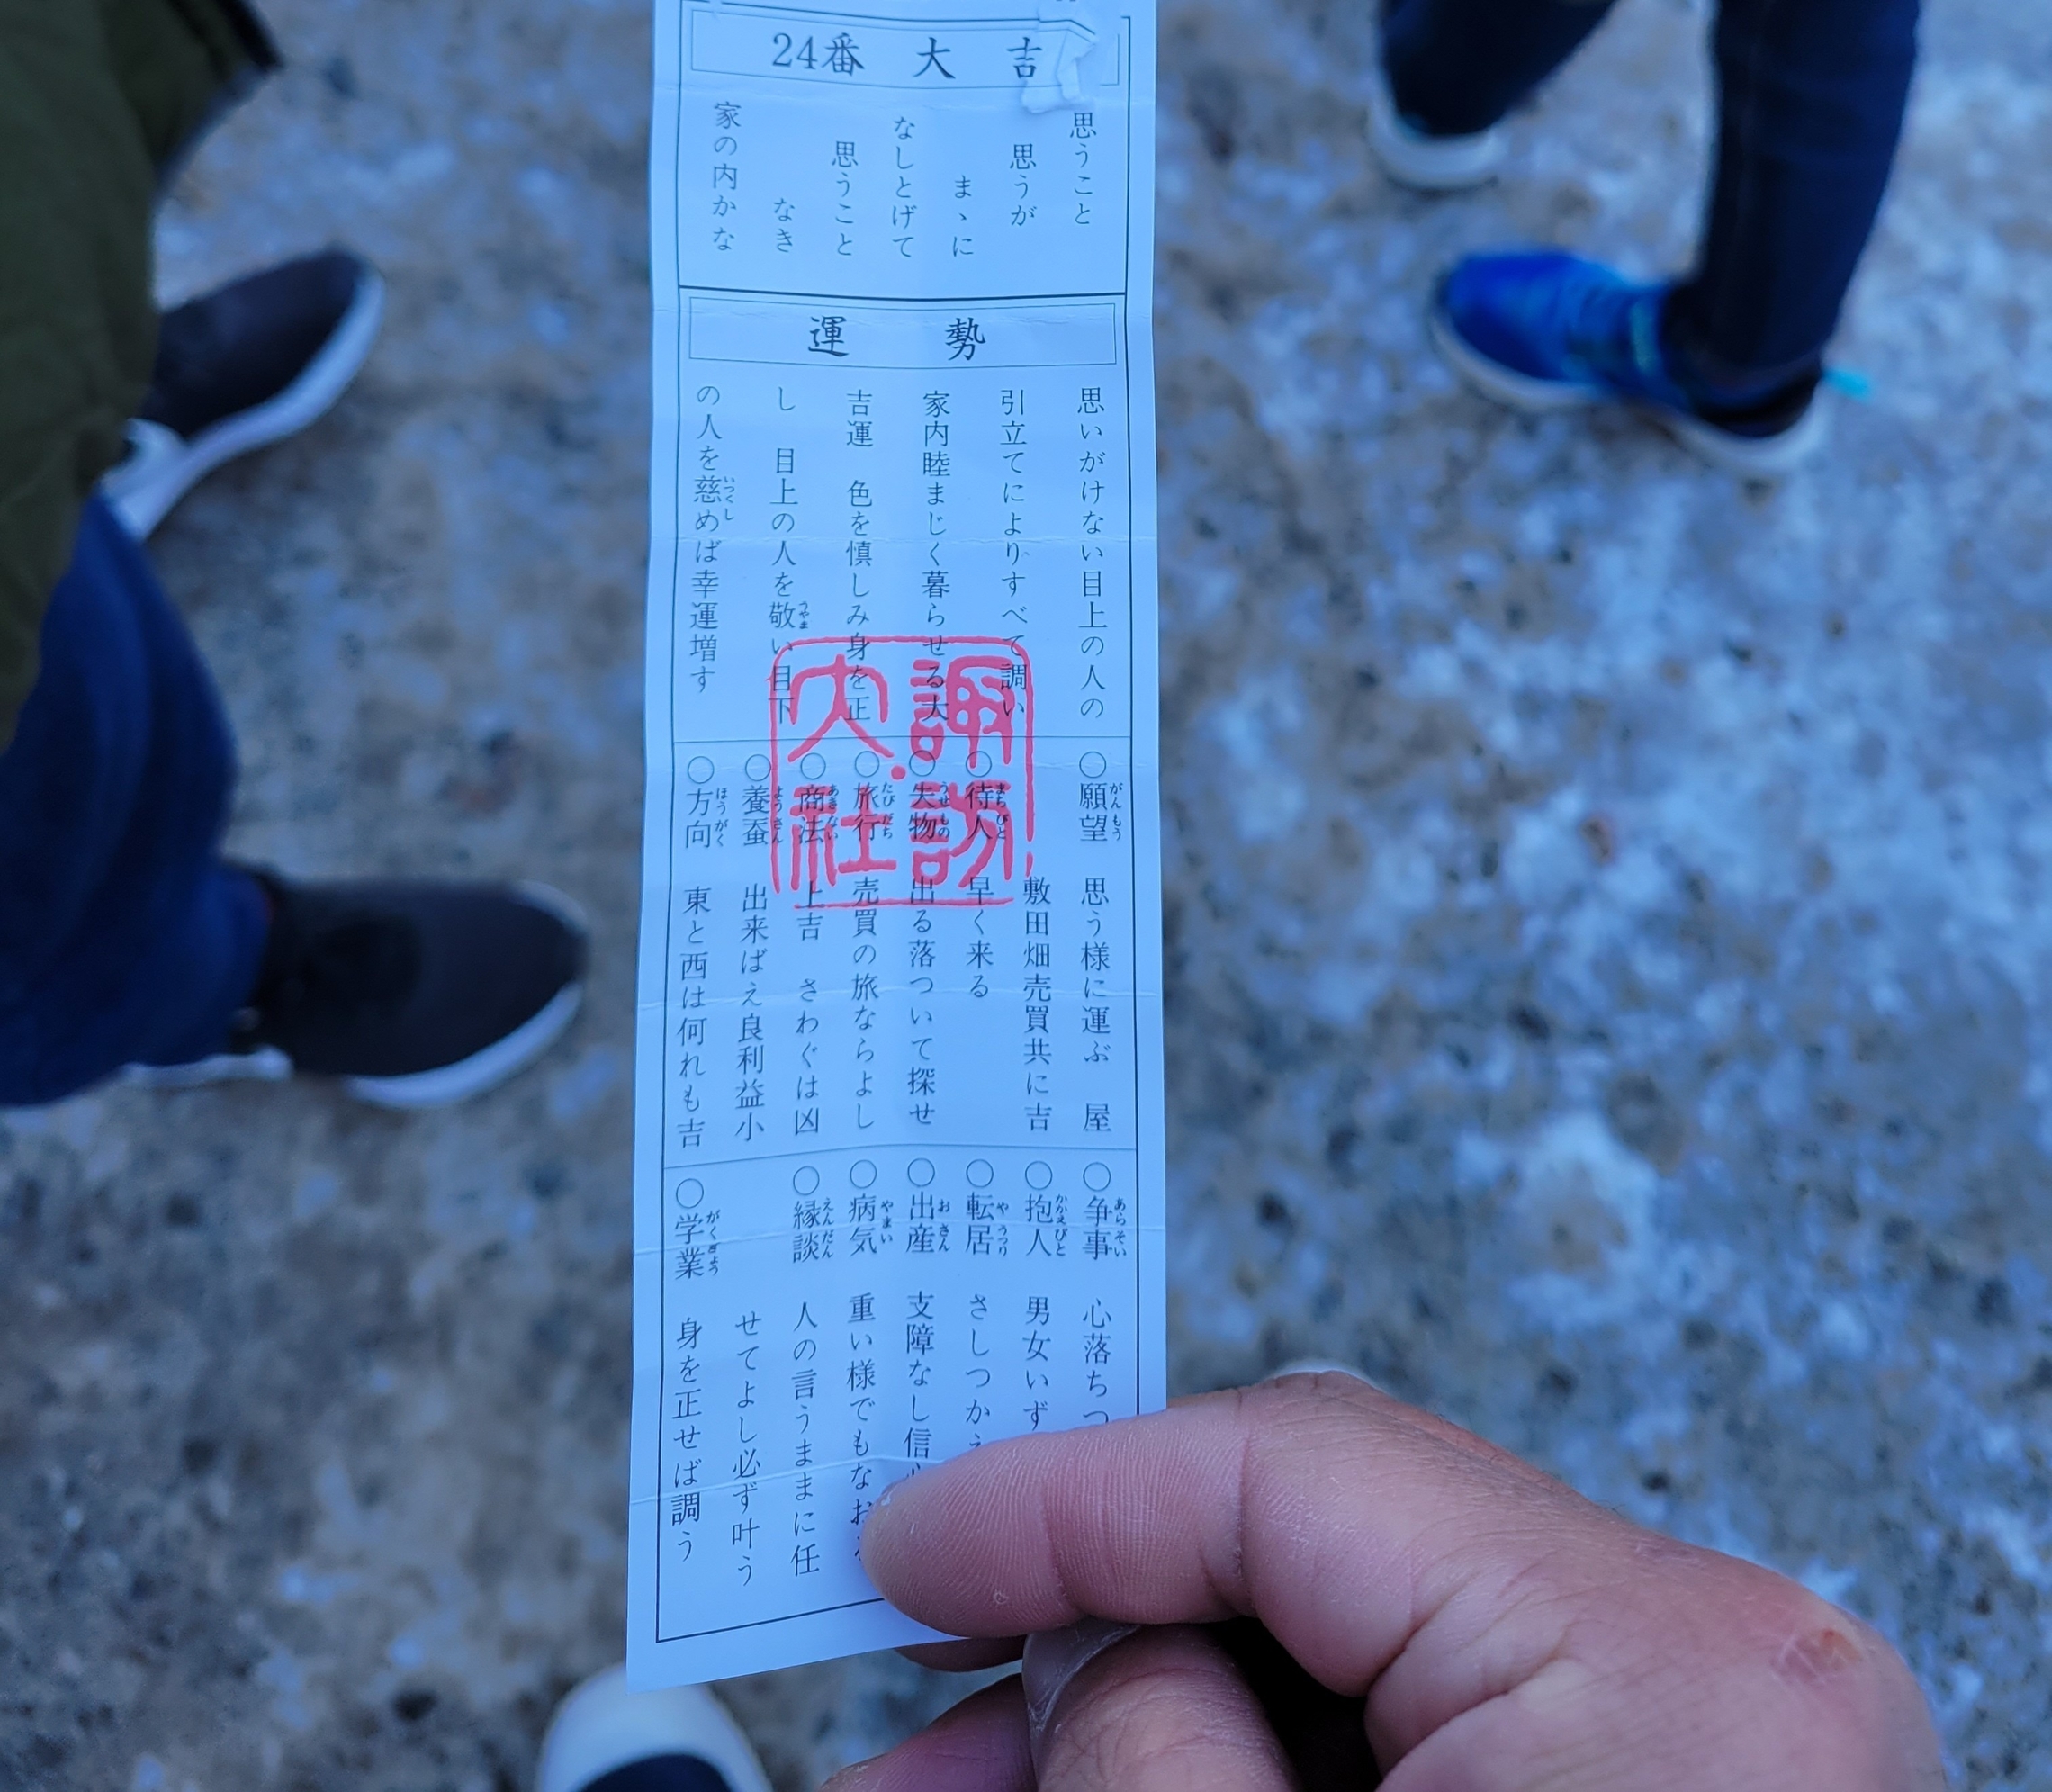 24番 大 吉
思うこと
思うが
まゝに
なしとげて
思うこと
なき
家の内かな
運 勢
思いがけない目上の人の
引立てによりすべて調い
家内睦まじく暮らせる大
吉運 色を慎しみ身を正
し 目上の人を敬い目下
の人を慈めば幸運増す
○願望 思う様に運ぶ 屋
敷田畑売買共に吉
○待人 早く来る
○失物 出る落ついて探せ
○旅行 売買の旅ならよし
○商法 上吉 さわぐは凶
○養蚕 出来ばえ良利益小
○方向 東と西は何れも吉
○争事 心落ちつ
○抱人 男女いず
○転居 さしつかえ
○出産 支障なし信心
○病気 重い様でもなおる
○縁談 人の言うままに任
せてよし必ず叶う
○学業 身を正せば調う
諏訪
大社